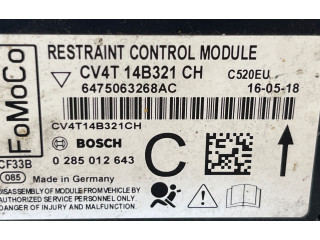 FoMoCo
RESTRAINT CONTROL MODULE
CV4T 14B321 CH C520EU
6475063268AC 16-05-18
CV4T14B321CH
BOSCH
0 285 012 643
C
CF33B
085 Made in Germany
DISASSEMBLY OF MODULE FROM VEHICLE BY
AUTHORIZED SERVICE PERSONNEL ONLY.
DANGER OF INJURY AND MALFUNCTION